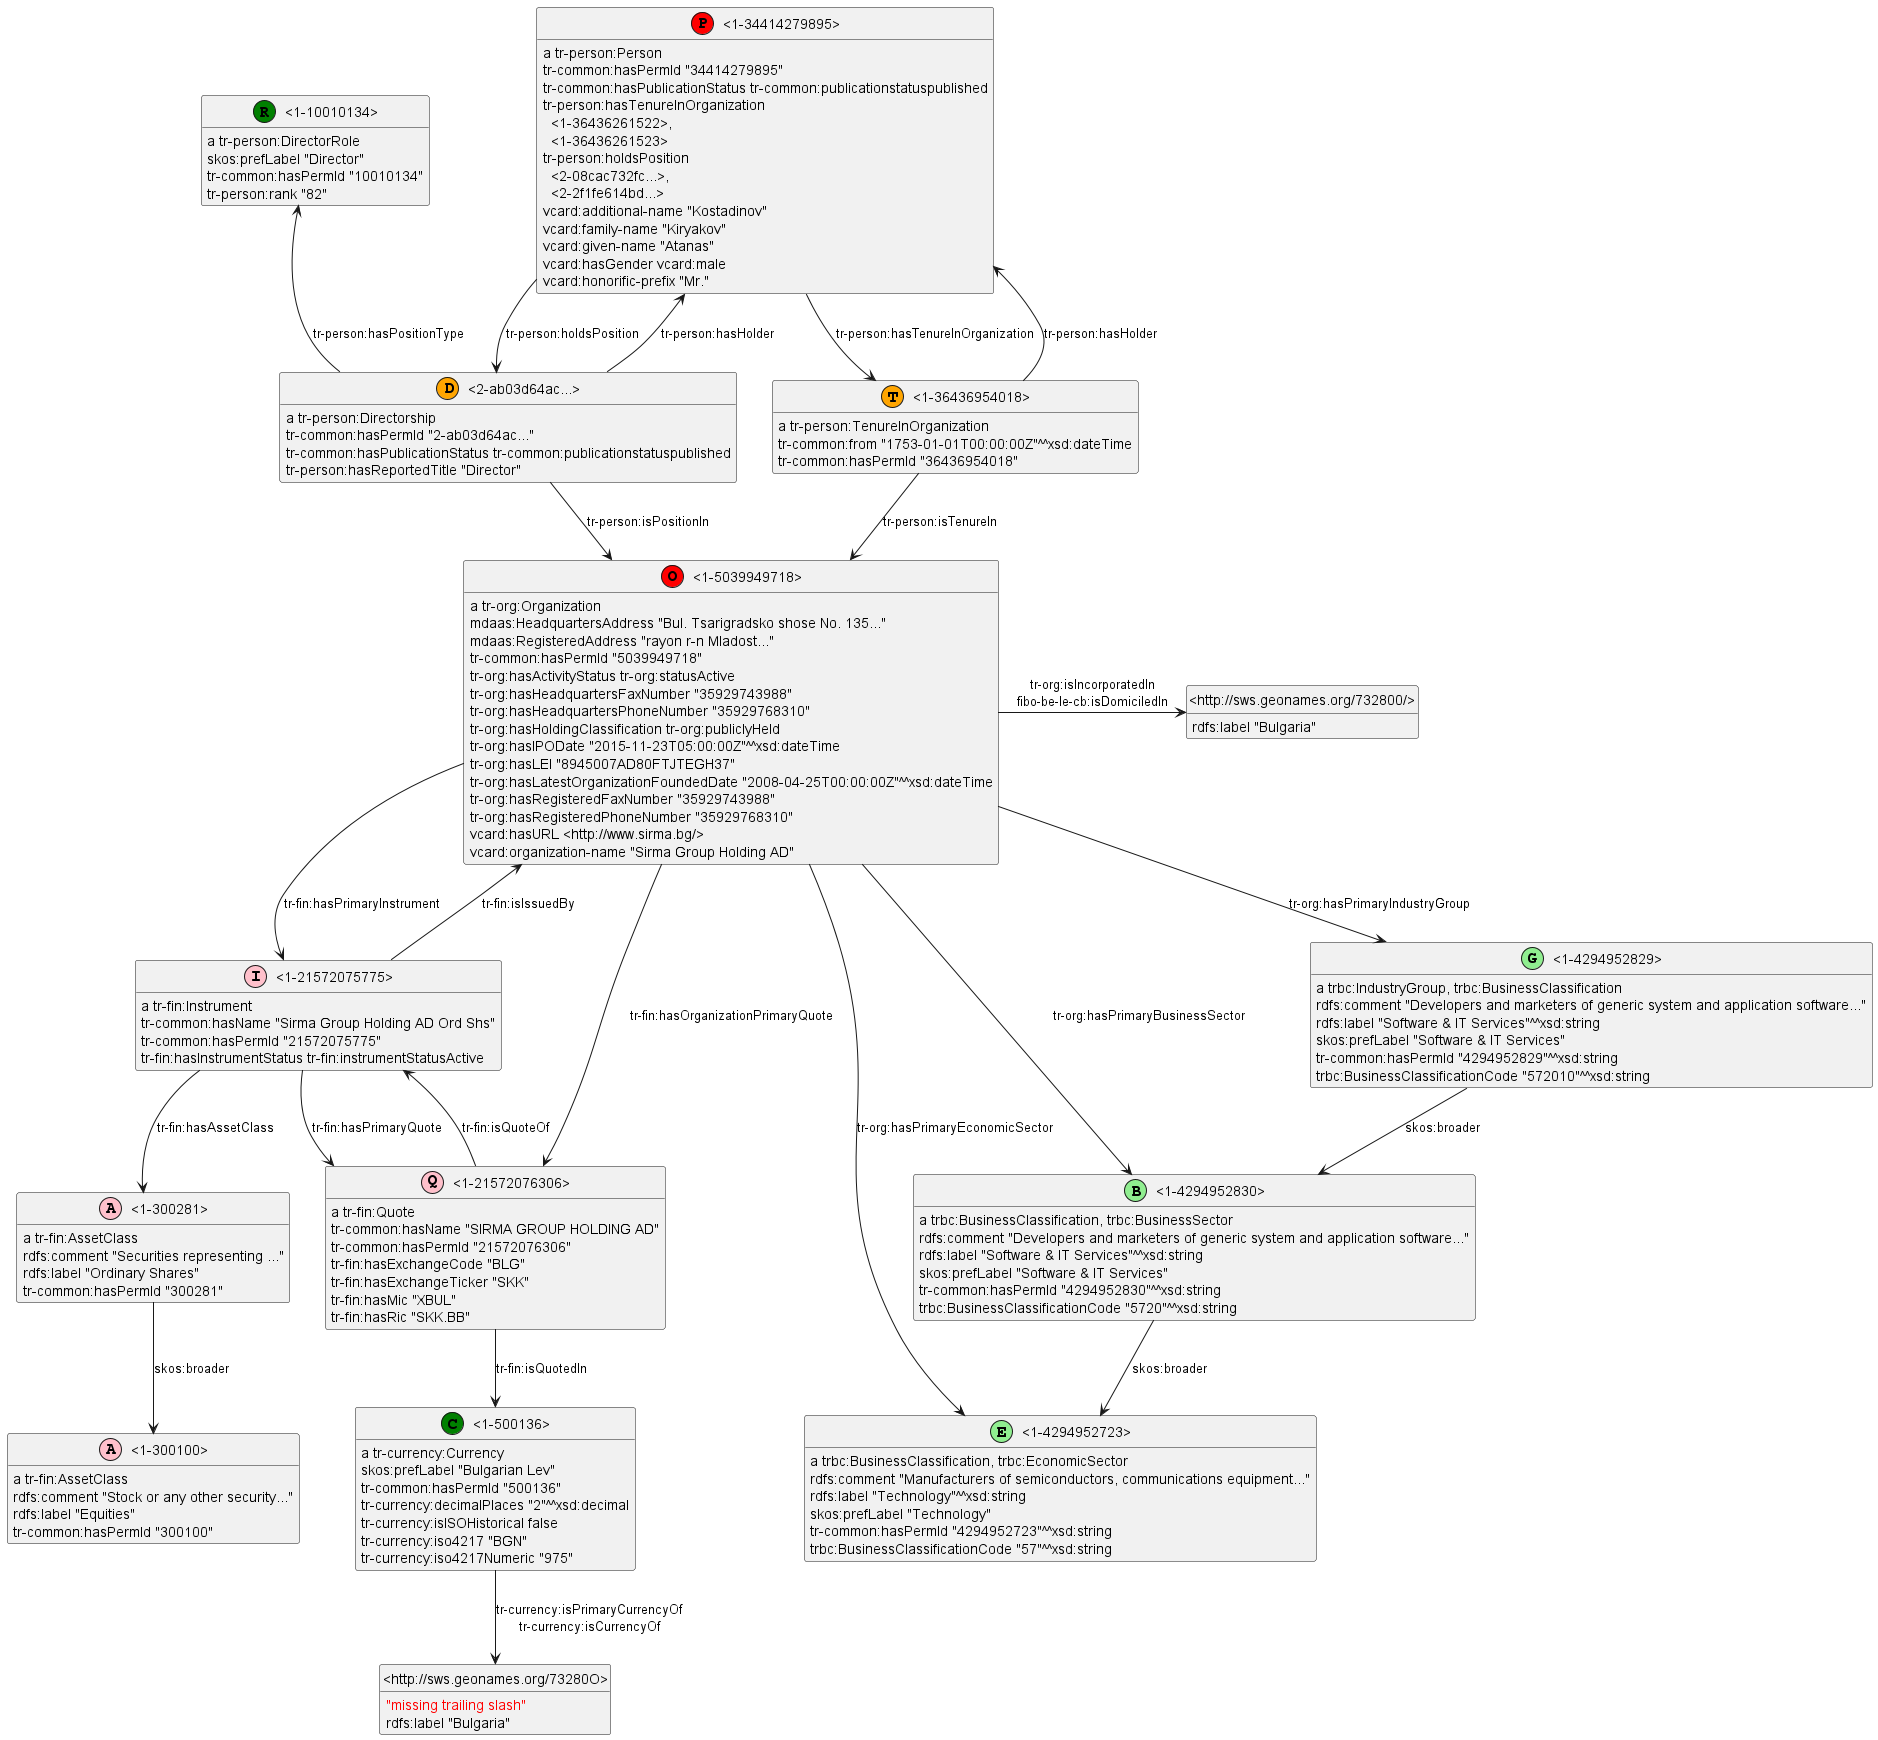 P <1-34414279895>
a tr-person:Person
tr-common:hasPermId "34414279895"
tr-common:hasPublicationStatus tr-common:publicationstatuspublished
tr-person:hasTenureInOrganization
<1-36436261522>,
<1-36436261523>
tr-person:holdsPosition
<2-08cac732fc...>,
<2-2f1fe614bd...>
vcard:additional-name "Kostadinov"
vcard:family-name "Kiryakov"
vcard:given-name "Atanas"
vcard:hasGender vcard:male
vcard:honorific-prefix "Mr."
R <1-10010134>
a tr-person:DirectorRole
skos:prefLabel "Director"
tr-common:hasPermId "10010134"
tr-person:rank "82"
tr-person:hasPositionType
tr-person:holdsPosition
tr-person:hasHolder
tr-person:hasTenureInOrganization
tr-person:hasHolder
D <2-ab03d64ac...>
a tr-person:Directorship
tr-common:hasPermId "2-ab03d64ac..."
tr-common:hasPublicationStatus tr-common:publicationstatuspublished
tr-person:hasReportedTitle "Director"
T <1-36436954018>
a tr-person:TenureInOrganization
tr-common:from "1753-01-01T00:00:00Z"^^xsd:dateTime
tr-common:hasPermId "36436954018"
tr-person:isPositionIn
tr-person:isTenureIn
O <1-5039949718>
a tr-org:Organization
mdaas:HeadquartersAddress "Bul. Tsarigradsko shose No. 135..."
mdaas:RegisteredAddress "rayon r-n Mladost..."
tr-common:hasPermId "5039949718"
tr-org:hasActivityStatus tr-org:statusActive
tr-org:hasHeadquartersFaxNumber "35929743988"
tr-org:hasHeadquartersPhoneNumber "35929768310"
tr-org:hasHoldingClassification tr-org:publiclyHeld
tr-org:hasIPODate "2015-11-23T05:00:00Z"^^xsd:dateTime
tr-org:hasLEI "8945007AD80FTJTEGH37"
tr-org:hasLatestOrganizationFoundedDate "2008-04-25T00:00:00Z"^^xsd:dateTime
tr-org:hasRegisteredFaxNumber "35929743988"
tr-org:hasRegisteredPhoneNumber "35929768310"
vcard:hasURL <http://www.sirma.bg/>
vcard:organization-name "Sirma Group Holding AD"
tr-org:isIncorporatedIn
fibo-be-le-cb:isDomiciledIn
<http://sws.geonames.org/732800/>
rdfs:label "Bulgaria"
tr-fin:hasPrimaryInstrument
tr-fin:isIssuedBy
tr-org:hasPrimaryIndustryGroup
tr-fin:hasOrganizationPrimaryQuote
tr-org:hasPrimaryBusinessSector
I <1-21572075775>
a tr-fin:Instrument
tr-common:hasName "Sirma Group Holding AD Ord Shs"
tr-common:hasPermId "21572075775"
tr-fin:hasInstrumentStatus tr-fin:instrumentStatusActive
G <1-4294952829>
a trbc:IndustryGroup, trbc:BusinessClassification
rdfs:comment "Developers and marketers of generic system and application software..."
rdfs:label "Software & IT Services"^^xsd:string
skos:prefLabel "Software & IT Services"
tr-common:hasPermId "4294952829"^^xsd:string
trbc:BusinessClassificationCode "572010"^^xsd:string
tr-fin:hasAssetClass
tr-fin:hasPrimaryQuote
tr-fin:isQuoteOf
tr-org:hasPrimaryEconomicSector
skos:broader
A <1-300281>
a tr-fin:AssetClass
rdfs:comment "Securities representing ..."
rdfs:label "Ordinary Shares"
tr-common:hasPermId "300281"
Q <1-21572076306>
a tr-fin:Quote
tr-common:hasName "SIRMA GROUP HOLDING AD"
tr-common:hasPermId "21572076306"
tr-fin:hasExchangeCode "BLG"
tr-fin:hasExchangeTicker "SKK"
tr-fin:hasMic "XBUL"
tr-fin:hasRic "SKK.BB"
B <1-4294952830>
a trbc:BusinessClassification, trbc:BusinessSector
rdfs:comment "Developers and marketers of generic system and application software..."
rdfs:label "Software & IT Services"^^xsd:string
skos:prefLabel "Software & IT Services"
tr-common:hasPermId "4294952830"^^xsd:string
trbc:BusinessClassificationCode "5720"^^xsd:string
skos:broader
tr-fin:isQuotedIn
skos:broader
A <1-300100>
a tr-fin:AssetClass
rdfs:comment "Stock or any other security..."
rdfs:label "Equities"
tr-common:hasPermId "300100"
C <1-500136>
a tr-currency:Currency
skos:prefLabel "Bulgarian Lev"
tr-common:hasPermId "500136"
tr-currency:decimalPlaces "2"^^xsd:decimal
tr-currency:isISOHistorical false
tr-currency:iso4217 "BGN"
tr-currency:iso4217Numeric "975"
E <1-4294952723>
a trbc:BusinessClassification, trbc:EconomicSector
rdfs:comment "Manufacturers of semiconductors, communications equipment..."
rdfs:label "Technology"^^xsd:string
skos:prefLabel "Technology"
tr-common:hasPermId "4294952723"^^xsd:string
trbc:BusinessClassificationCode "57"^^xsd:string
tr-currency:isPrimaryCurrencyOf
tr-currency:isCurrencyOf
<http://sws.geonames.org/73280O>
"missing trailing slash"
rdfs:label "Bulgaria"